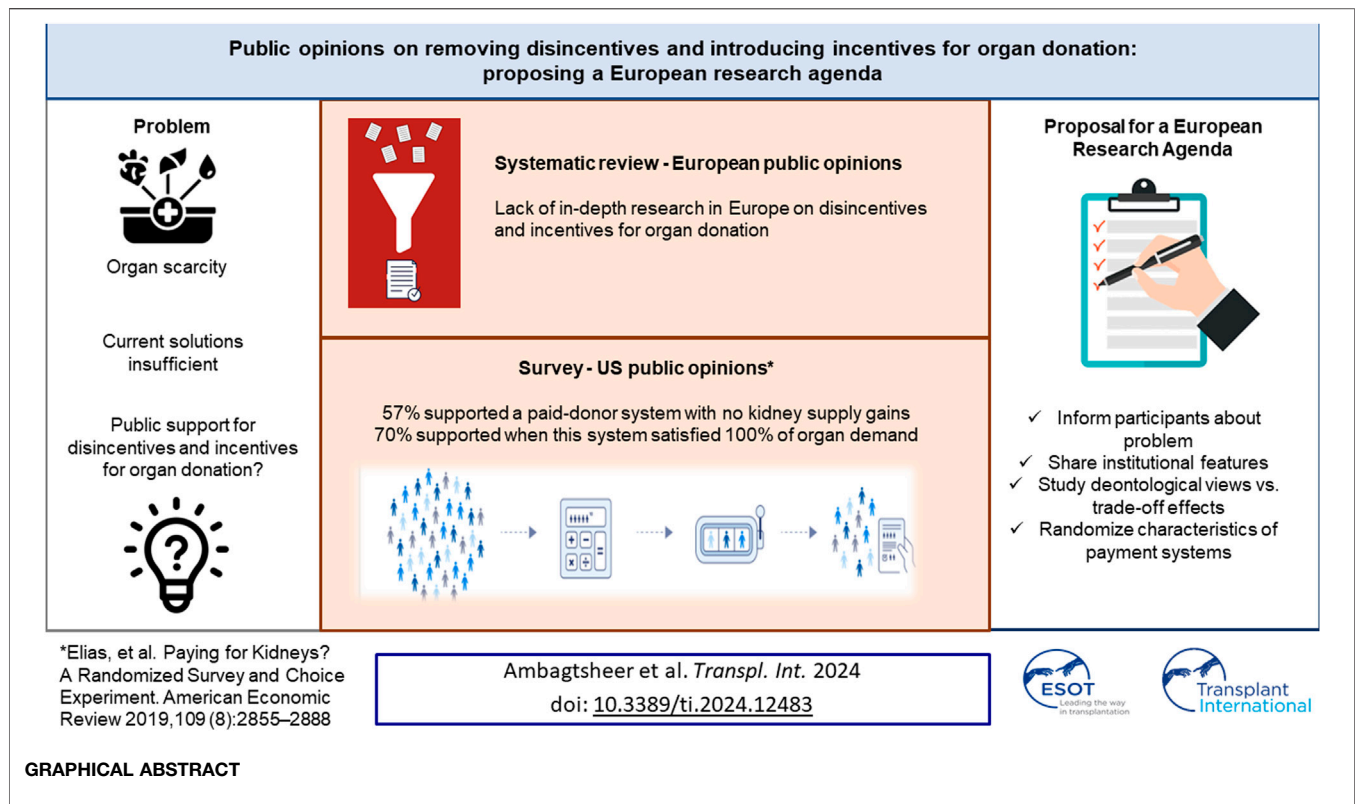 Public opinions on removing disincentives and introducing incentives for organ donation:
proposing a European research agenda
Problem
Organ scarcity
Current solutions
insufficient
Public support for
disincentives and incentives
for organ donation?
?
Systematic review - European public opinions
Lack of in-depth research in Europe on disincentives
and incentives for organ donation
Survey - US public opinions*
57% supported a paid-donor system with no kidney supply gains
70% supported when this system satisfied 100% of organ demand
Proposal for a European
Research Agenda
✓ Inform participants about
problem
✓ Share institutional features
✓ Study deontological views vs.
trade-off effects
✓ Randomize characteristics of
payment systems
*Elias, et al. Paying for Kidneys?
A Randomized Survey and Choice
Experiment. American Economic
Review 2019,109 (8):2855–2888
Ambagtsheer et al. Transpl. Int. 2024
doi: 10.3389/ti.2024.12483
ESOT
Leading the way
in transplantation
Transplant
International
GRAPHICAL ABSTRACT